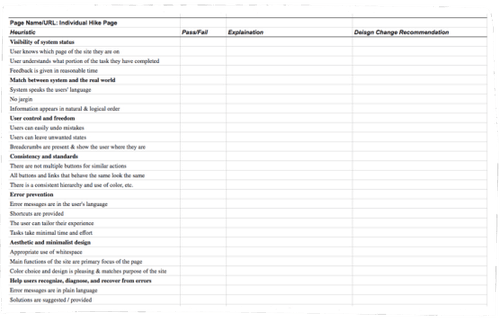 Page Name/URL: Individual Hike Page
Heuristic Pass/Fail Explaination Deisgn Change Recommendation
Visibility of system status
User knows which page of the site they are on
User understands what portion of the task they have completed
Feedback is given in reasonable time
Match between system and the real world
System speaks the users' language
No jargin
Information appears in natural & logical order
User control and freedom
Users can easily undo mistakes
Users can leave unwanted states
Breadcrumbs are present & show the user where they are
Consistency and standards
There are not multiple buttons for similar actions
All buttons and links that behave the same look the same
There is a consistent hierarchy and use of color, etc.
Error prevention
Error messages are in the user's language
Shortcuts are provided
The user can tailor their experience
Tasks take minimal time and effort
Aesthetic and minimalist design
Appropriate use of whitespace
Main functions of the site are primary focus of the page
Color choice and design is pleasing & matches purpose of the site
Help users recognize, diagnose, and recover from errors
Error messages are in plain language
Solutions are suggested / provided